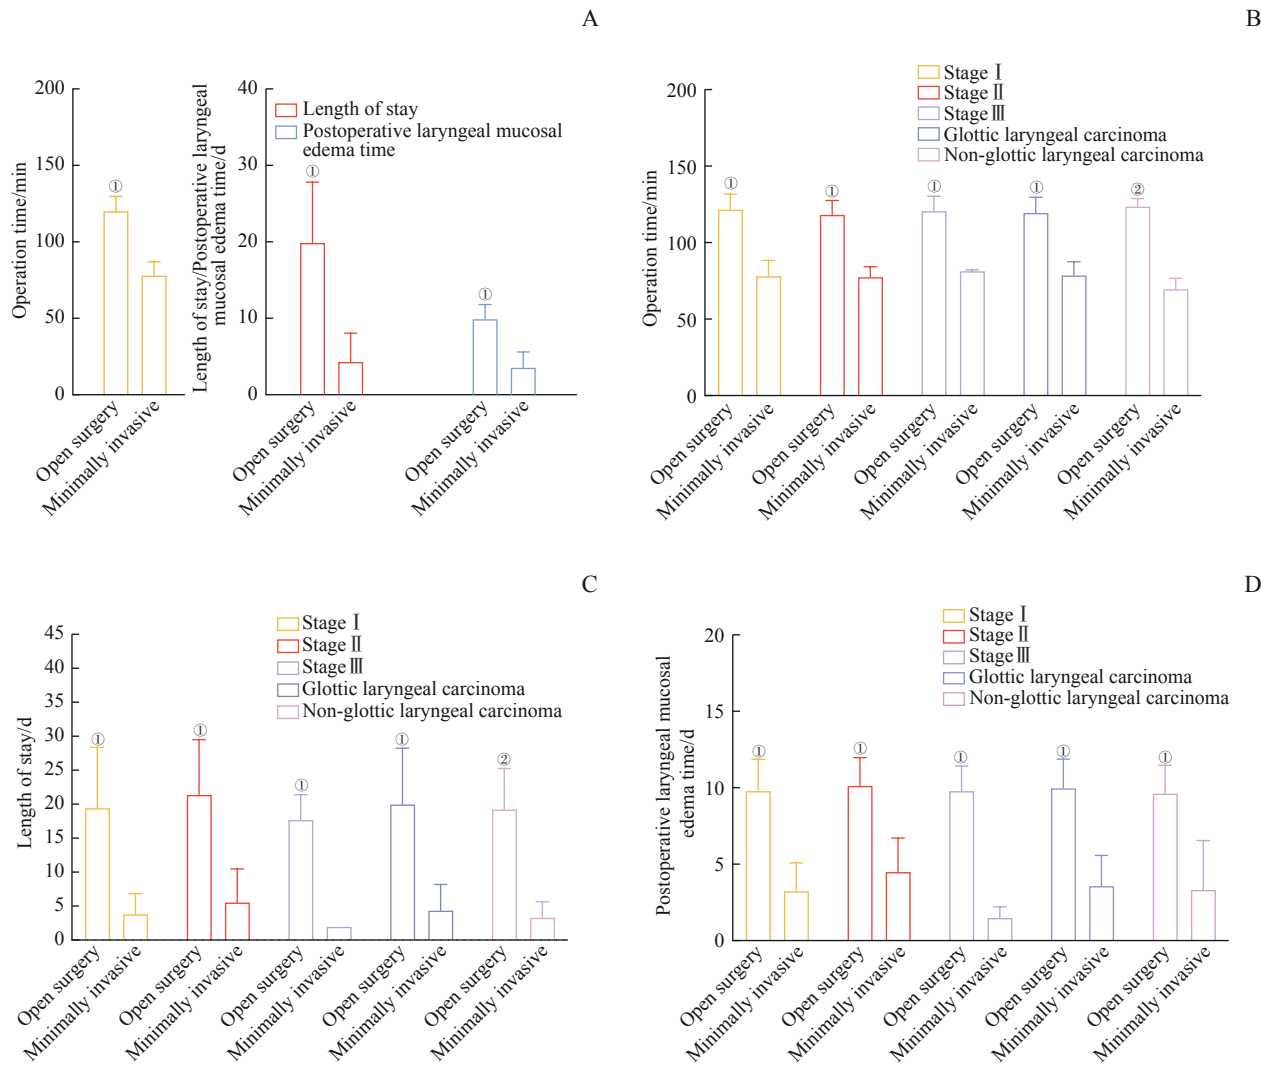 A
Operation time/min
200
150
100
50
0
①
Open surgery
Minimally invasive
Length of stay/Postoperative laryngeal
mucosal edema time/d
40
30
20
10
0
Length of stay
Postoperative laryngeal mucosal
edema time
①
①
Open surgery
Minimally invasive
Open surgery
Minimally invasive
B
Operation time/min
200
150
100
50
0
Stage Ⅰ
Stage Ⅱ
Stage Ⅲ
Glottic laryngeal carcinoma
Non-glottic laryngeal carcinoma
①
①
①
①
②
Open surgery
Minimally invasive
Open surgery
Minimally invasive
Open surgery
Minimally invasive
Open surgery
Minimally invasive
Open surgery
Minimally invasive
C
Length of stay/d
45
40
35
30
25
20
15
10
5
0
Stage Ⅰ
Stage Ⅱ
Stage Ⅲ
Glottic laryngeal carcinoma
Non-glottic laryngeal carcinoma
①
①
①
①
②
Open surgery
Minimally invasive
Open surgery
Minimally invasive
Open surgery
Minimally invasive
Open surgery
Minimally invasive
Open surgery
Minimally invasive
D
Postoperative laryngeal mucosal
edema time/d
20
15
10
5
0
Stage Ⅰ
Stage Ⅱ
Stage Ⅲ
Glottic laryngeal carcinoma
Non-glottic laryngeal carcinoma
①
①
①
①
①
Open surgery
Minimally invasive
Open surgery
Minimally invasive
Open surgery
Minimally invasive
Open surgery
Minimally invasive
Open surgery
Minimally invasive